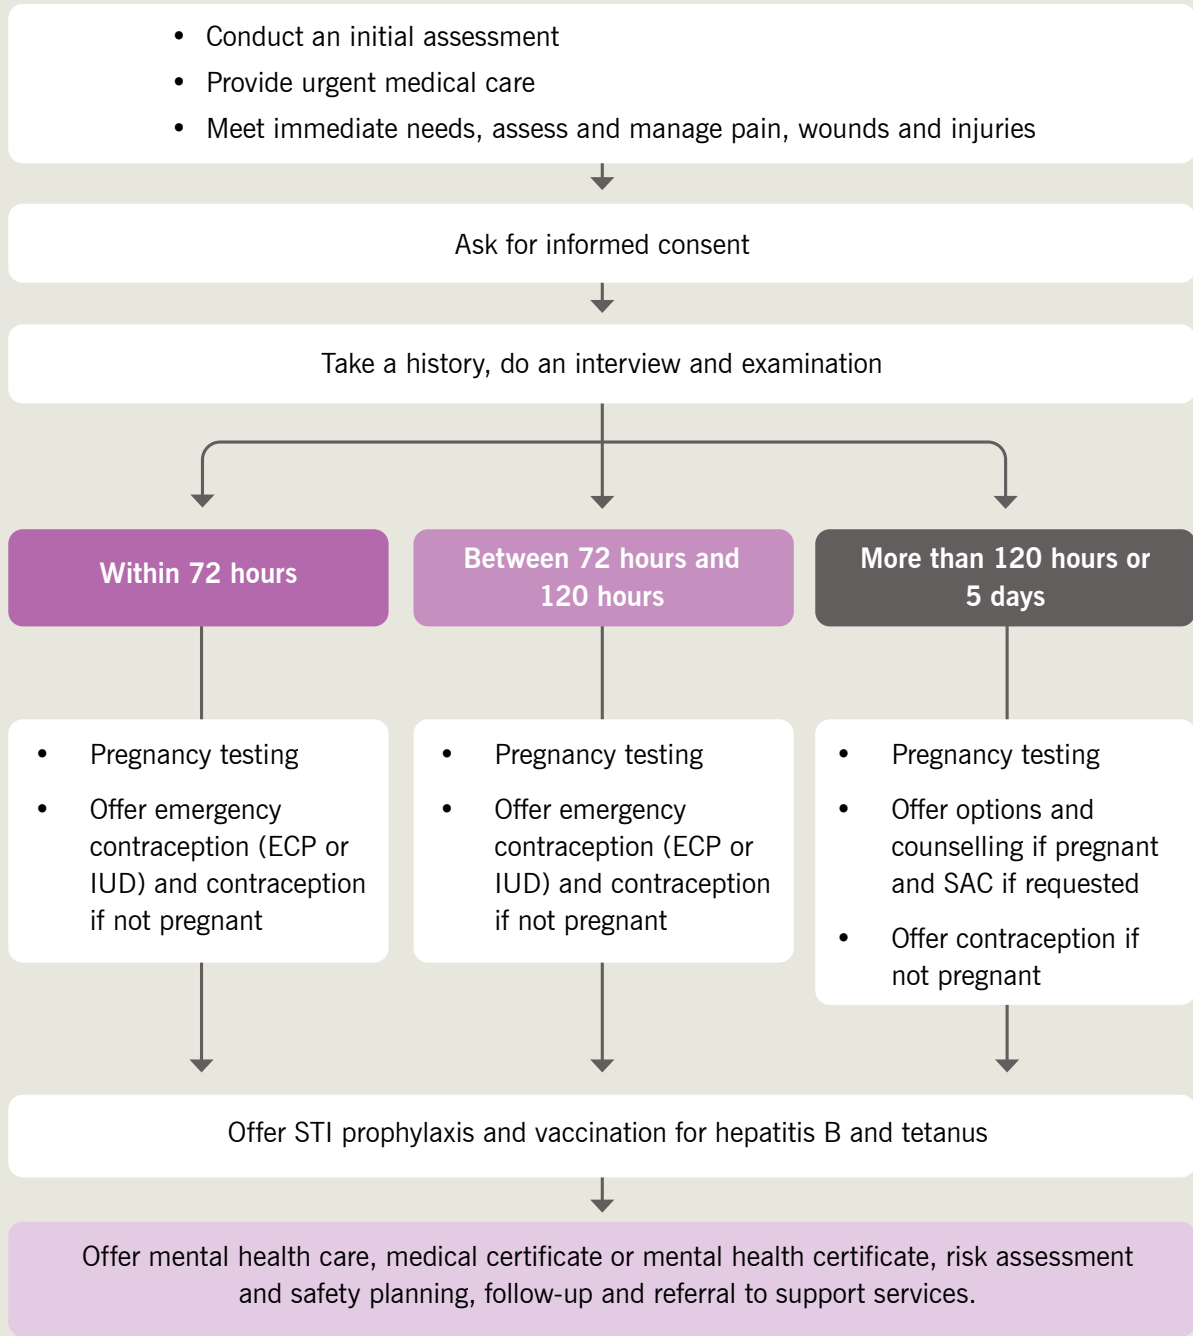 • Conduct an initial assessment
• Provide urgent medical care
• Meet immediate needs, assess and manage pain, wounds and injuries
Ask for informed consent
Take a history, do an interview and examination
Within 72 hours
Between 72 hours and
120 hours
More than 120 hours or
5 days
• Pregnancy testing
• Offer emergency
contraception (ECP or
IUD) and contraception
if not pregnant
• Pregnancy testing
• Offer emergency
contraception (ECP or
IUD) and contraception
if not pregnant
• Pregnancy testing
• Offer options and
counselling if pregnant
and SAC if requested
• Offer contraception if
not pregnant
Offer STI prophylaxis and vaccination for hepatitis B and tetanus
Offer mental health care, medical certificate or mental health certificate, risk assessment
and safety planning, follow-up and referral to support services.